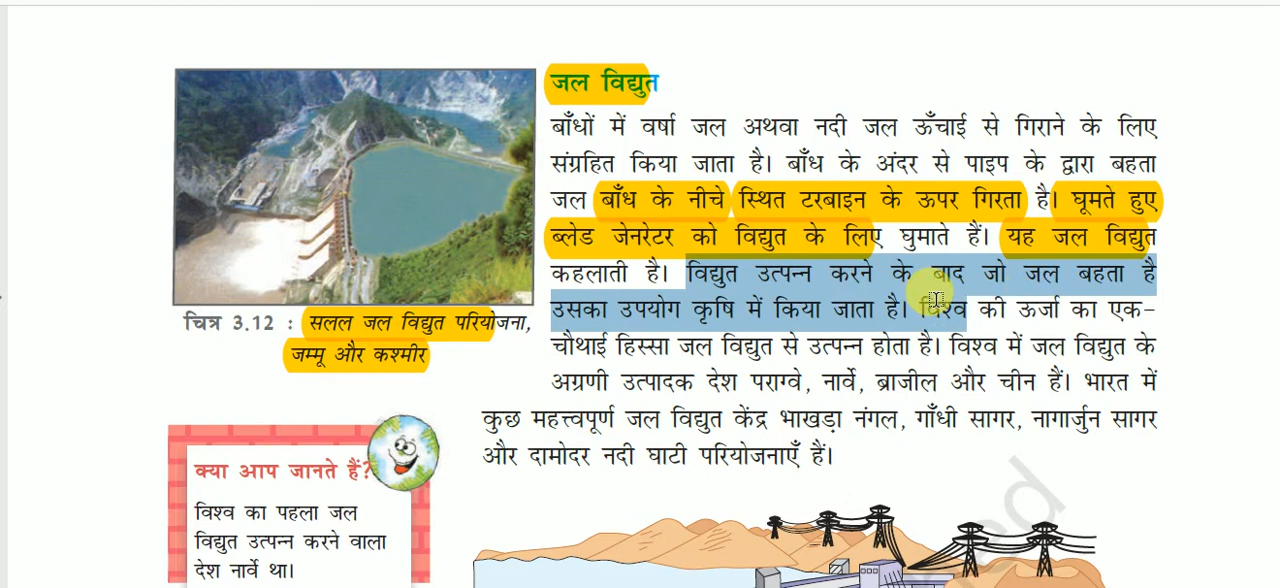 जल विद्युत
बाँधों में वर्षा जल अथवा नदी जल ऊँचाई से गिराने के लिए
संग्रहित किया जाता है। बाँध के अंदर से पाइप के द्वारा बहता
जल बाँध के नीचे स्थित टरबाइन के ऊपर गिरता है। घूमते हुए
ब्लेड जेनरेटर को विद्युत के लिए घुमाते हैं। यह जल विद्युत
कहलाती है। विद्युत उत्पन्न करने के बाद जो जल बहता है
उसका उपयोग कृषि में किया जाता है। विश्व की ऊर्जा का एक-
चौथाई हिस्सा जल विद्युत से उत्पन्न होता है। विश्व में जल विद्युत के
अग्रणी उत्पादक देश पराग्वे, नार्वे, ब्राजील और चीन हैं। भारत में
कुछ महत्त्वपूर्ण जल विद्युत केंद्र भाखड़ा नंगल, गाँधी सागर, नागार्जुन सागर
और दामोदर नदी घाटी परियोजनाएँ हैं।
चित्र 3.12 : सलल जल विद्युत परियोजना,
जम्मू और कश्मीर
क्या आप जानते हैं?
विश्व का पहला जल
विद्युत उत्पन्न करने वाला
देश नार्वे था।